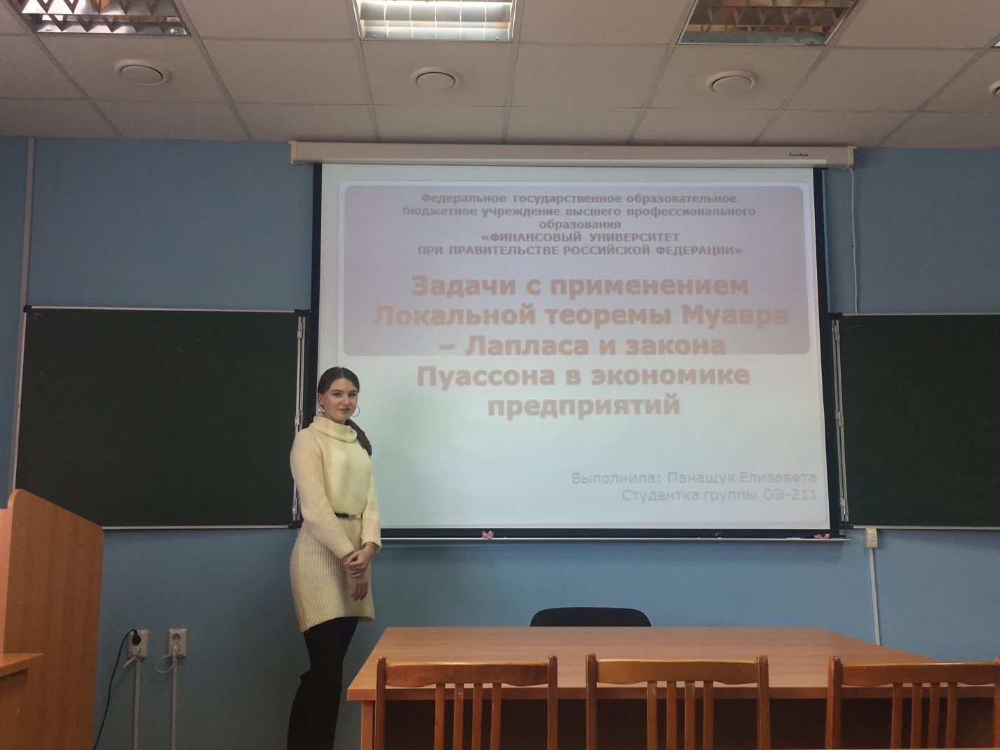 Федеральное государственное образовательное
бюджетное учреждение высшего профессионального
образования
«ФИНАНСОВЫЙ УНИВЕРСИТЕТ
ПРИ ПРАВИТЕЛЬСТВЕ РОССИЙСКОЙ ФЕДЕРАЦИИ»
Задачи с применением
Локальной теоремы Муавра
– Лапласа и закона
Пуассона в экономике
предприятий
Выполнила: Панащук Елизавета
Студентка группы ОЭ-211